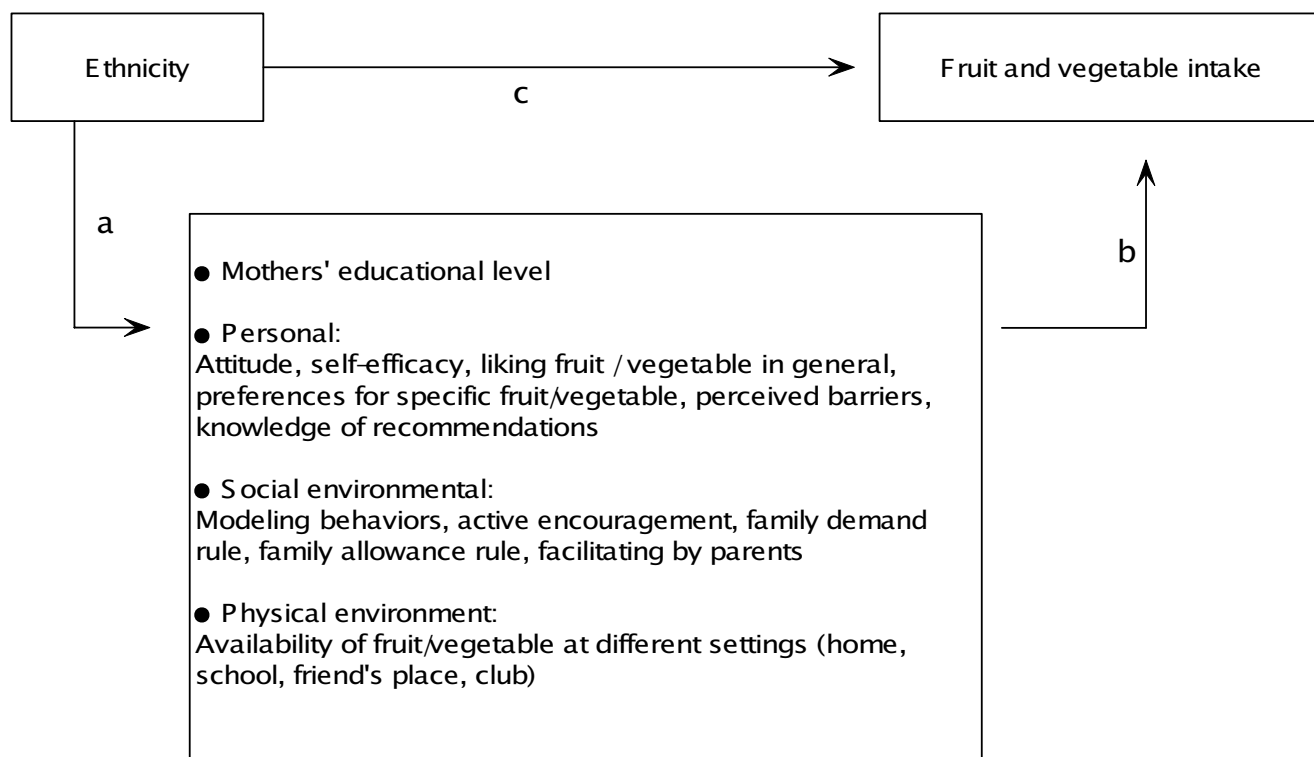 Ethnicity
Fruit and vegetable intake
c
a
b
● Mothers' educational level
● Personal:
Attitude, self-efficacy, liking fruit / vegetable in general,
preferences for specific fruit/vegetable, perceived barriers,
knowledge of recommendations
● Social environmental:
Modeling behaviors, active encouragement, family demand
rule, family allowance rule, facilitating by parents
● Physical environment:
Availability of fruit/vegetable at different settings (home,
school, friend's place, club)